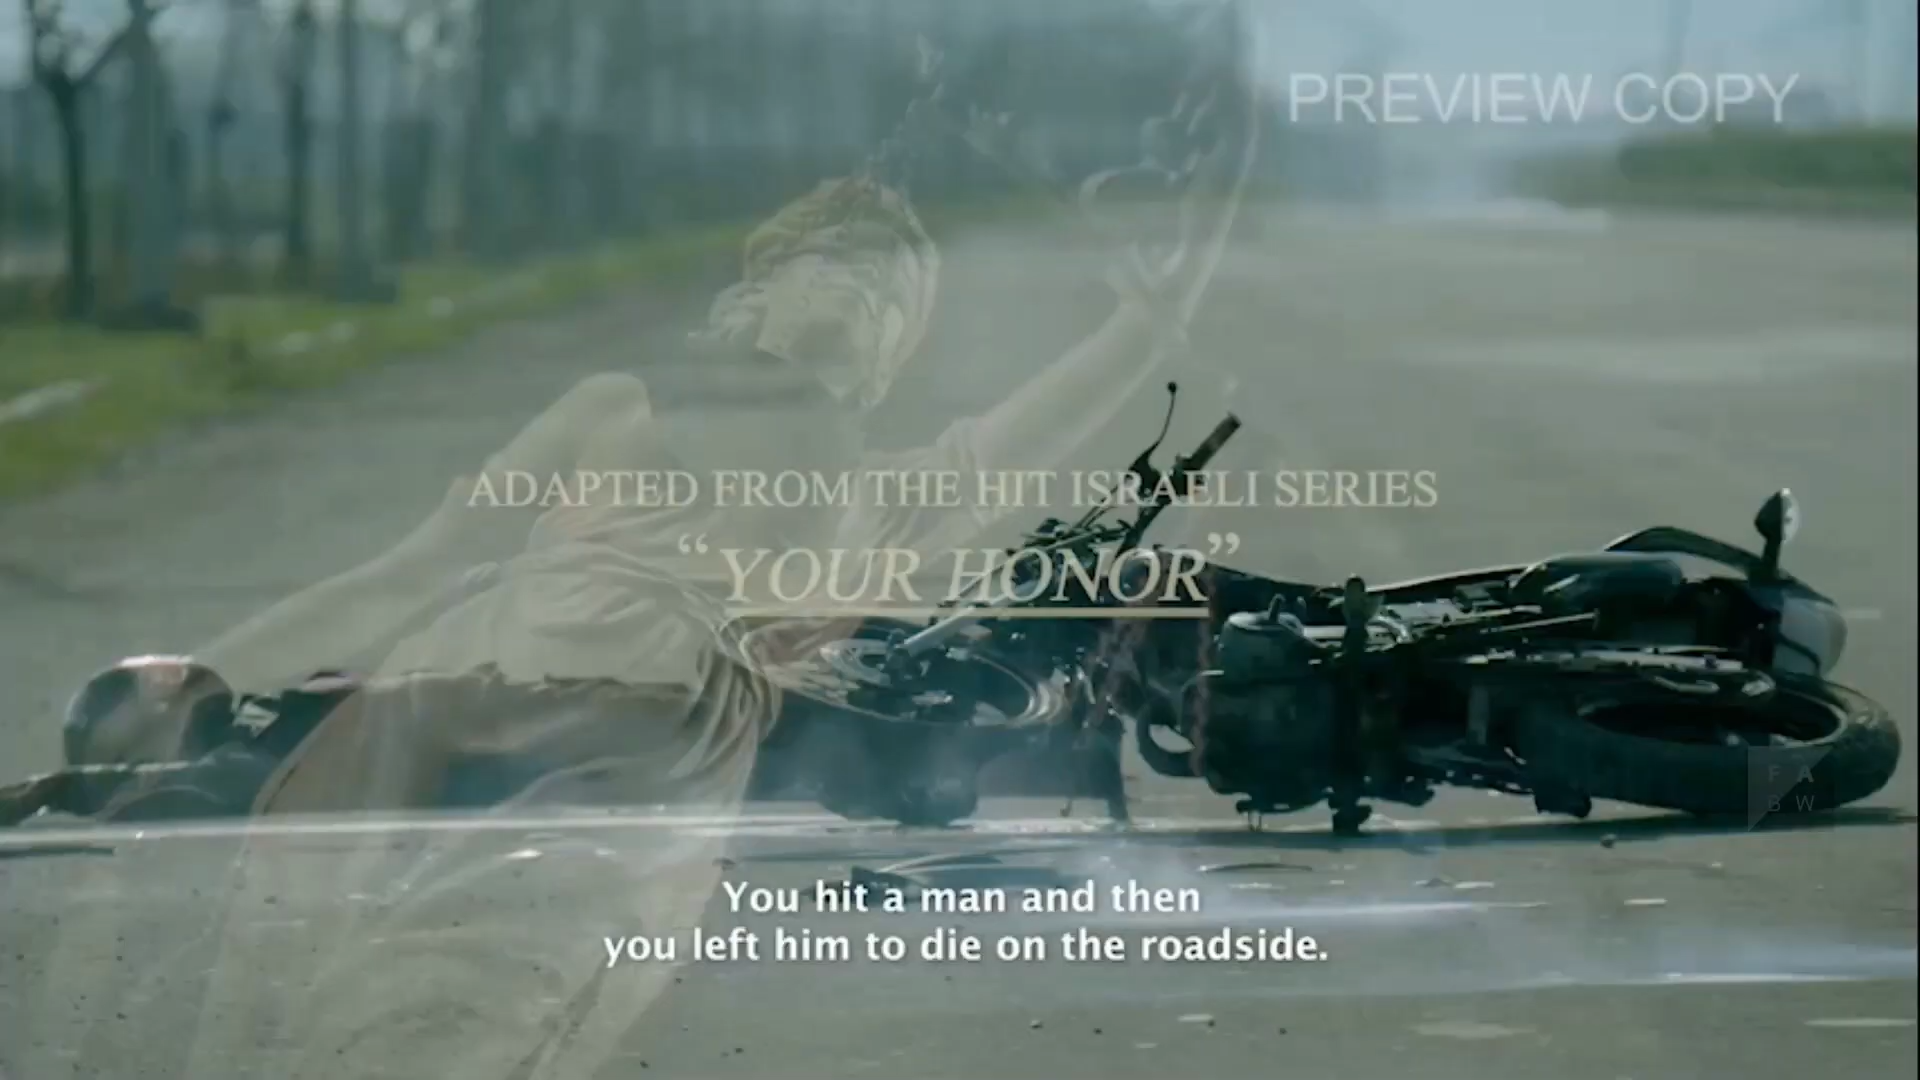 PREVIEW COPY
ADAPTED FROM THE HIT ISRAELI SERIES
“YOUR HONOR”
F A
B W
You hit a man and then
you left him to die on the roadside.